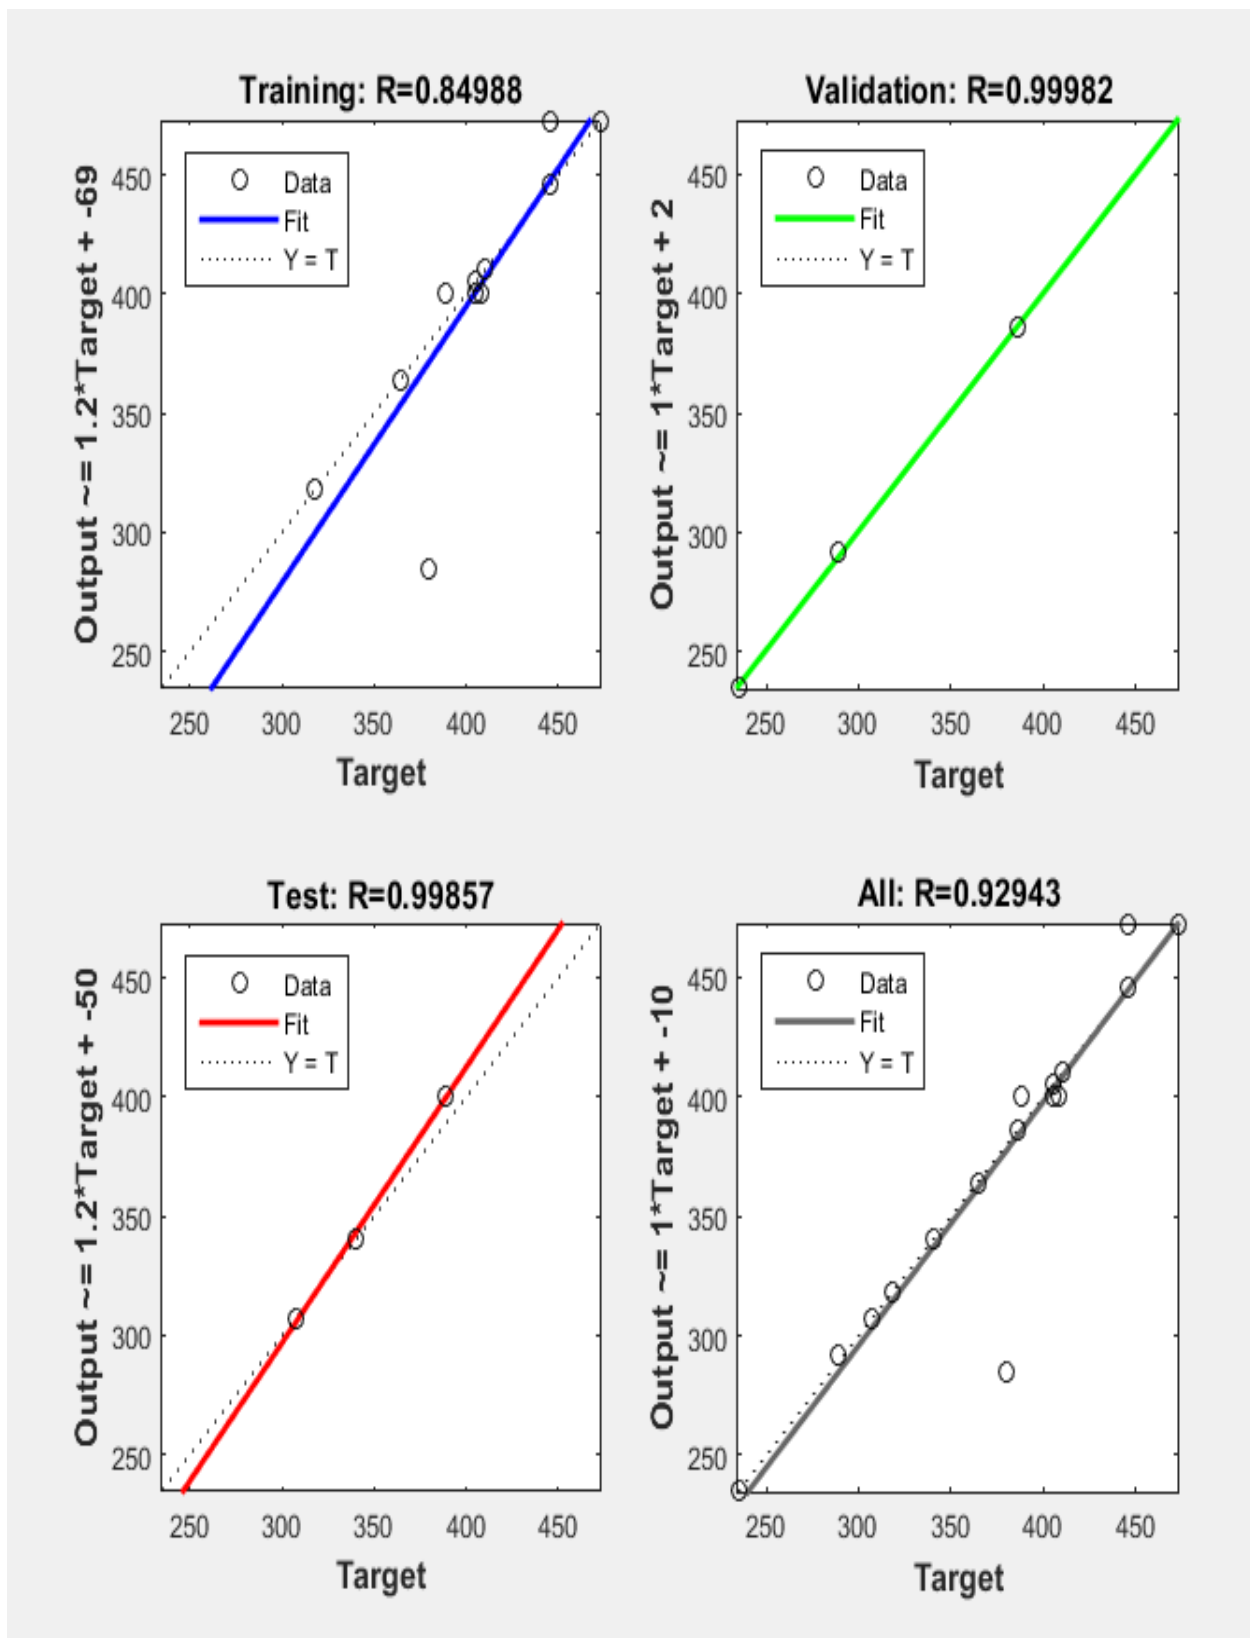 Training: R=0.84988
Output ~= 1.2*Target + -69
450
400
350
300
250
Data
Fit
Y = T
250 300 350 400 450
Target
Validation: R=0.99982
Output ~= 1*Target + 2
450
400
350
300
250
Data
Fit
Y = T
250 300 350 400 450
Target
Test: R=0.99857
Output ~= 1.2*Target + -50
450
400
350
300
250
Data
Fit
Y = T
250 300 350 400 450
Target
All: R=0.92943
Output ~= 1*Target + -10
450
400
350
300
250
Data
Fit
Y = T
250 300 350 400 450
Target